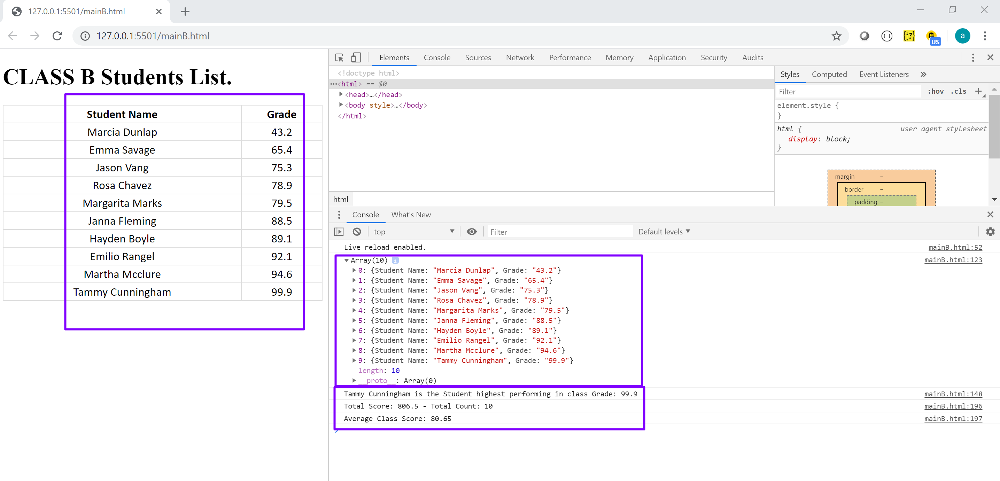 127.0.0.1:5501/mainB.html
127.0.0.1:5501/mainB.html
{...}
{jF}
US
a
CLASS B Students List.
Student Name Grade
Marcia Dunlap 43.2
Emma Savage 65.4
Jason Vang 75.3
Rosa Chavez 78.9
Margarita Marks 79.5
Janna Fleming 88.5
Hayden Boyle 89.1
Emilio Rangel 92.1
Martha Mcclure 94.6
Tammy Cunningham 99.9
Elements Console Sources Network Performance Memory Application Security Audits
<!doctype html>
…<html> == $0
<head>…</head>
<body style>…</body>
</html>
html
Styles Computed Event Listeners »
Filter :hov .cls +
element.style {
}
html { user agent stylesheet
display: block;
}
margin –
border –
padding –
Console What's New
top Filter Default levels
Live reload enabled. mainB.html:52
Array(10) i mainB.html:123
0: {Student Name: "Marcia Dunlap", Grade: "43.2"}
1: {Student Name: "Emma Savage", Grade: "65.4"}
2: {Student Name: "Jason Vang", Grade: "75.3"}
3: {Student Name: "Rosa Chavez", Grade: "78.9"}
4: {Student Name: "Margarita Marks", Grade: "79.5"}
5: {Student Name: "Janna Fleming", Grade: "88.5"}
6: {Student Name: "Hayden Boyle", Grade: "89.1"}
7: {Student Name: "Emilio Rangel", Grade: "92.1"}
8: {Student Name: "Martha Mcclure", Grade: "94.6"}
9: {Student Name: "Tammy Cunningham", Grade: "99.9"}
length: 10
__proto__: Array(0)
Tammy Cunningham is the Student highest performing in class Grade: 99.9 mainB.html:148
Total Score: 806.5 - Total Count: 10 mainB.html:196
Average Class Score: 80.65 mainB.html:197